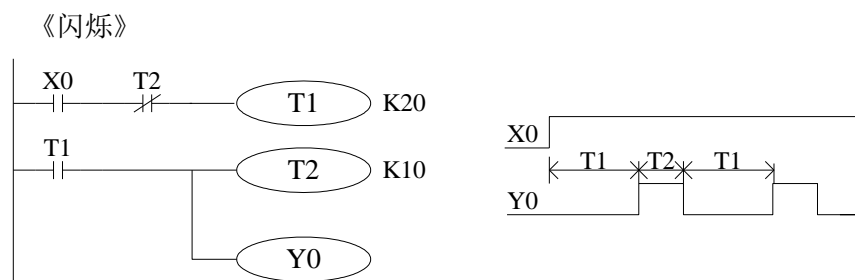 《闪烁》
X0 T2 T1 K20
T1 T2 K10
Y0
X0
T1 T2 T1
Y0